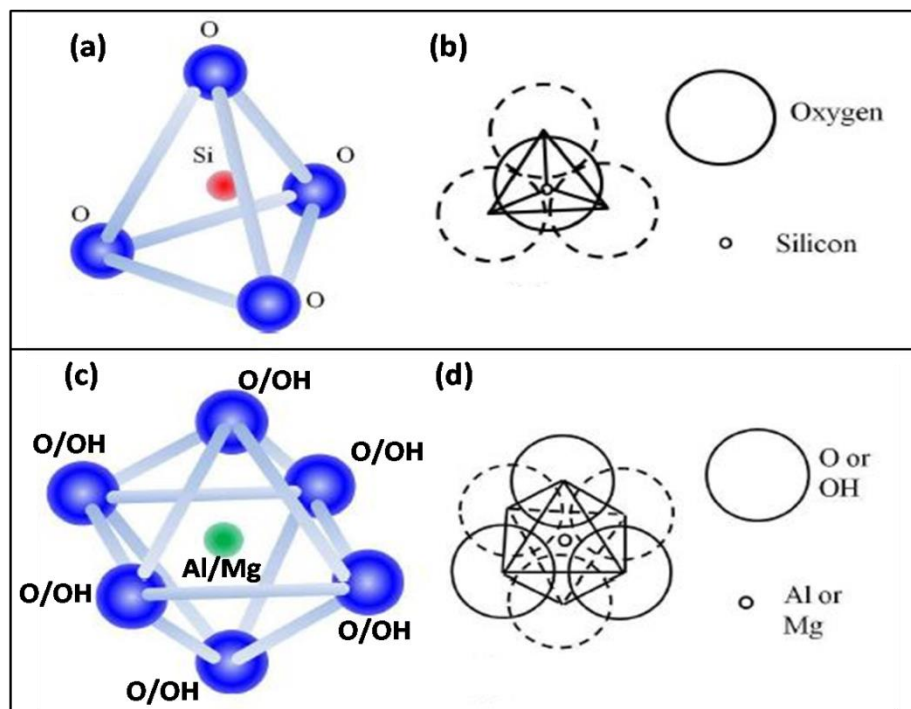 (a)
O
Si
O
O
O
(b)
Oxygen
Silicon
(c)
O/OH
O/OH
O/OH
Al/Mg
O/OH
O/OH
O/OH
(d)
O or
OH
Al or
Mg